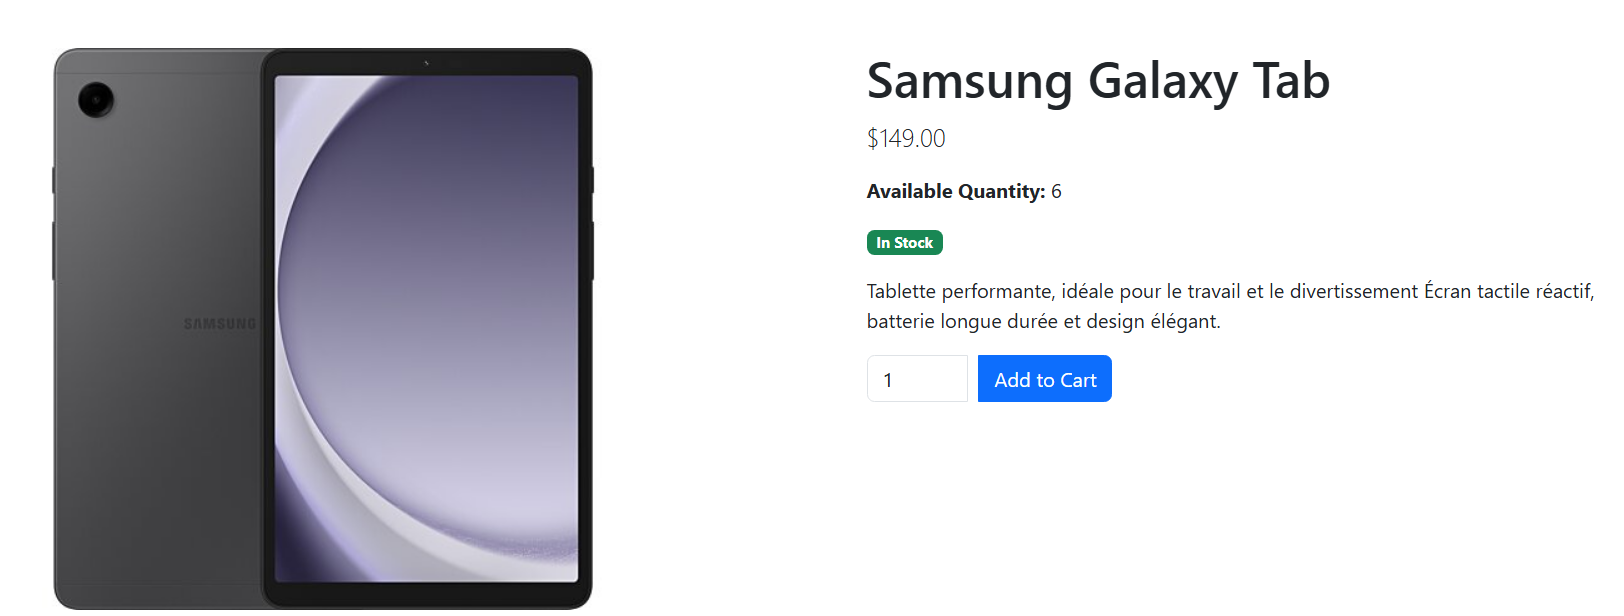 SAMSUNG
Samsung Galaxy Tab
$149.00
Available Quantity: 6
In Stock
Tablette performante, idéale pour le travail et le divertissement Écran tactile réactif,
batterie longue durée et design élégant.
1
Add to Cart